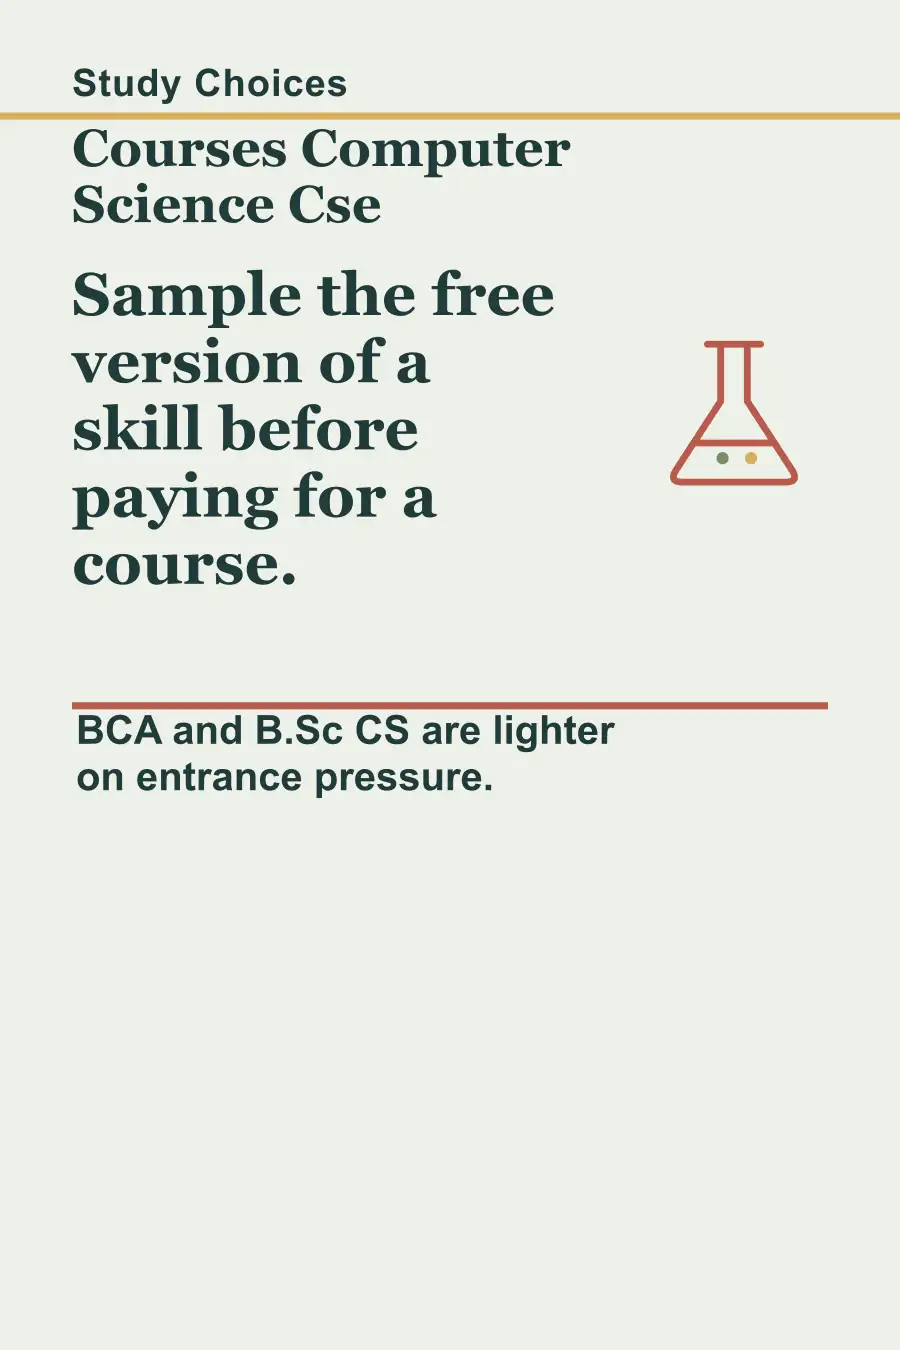 Study Choices
Courses Computer
Science Cse
Sample the free
version of a
skill before
paying for a
course.
BCA and B.Sc CS are lighter
on entrance pressure.